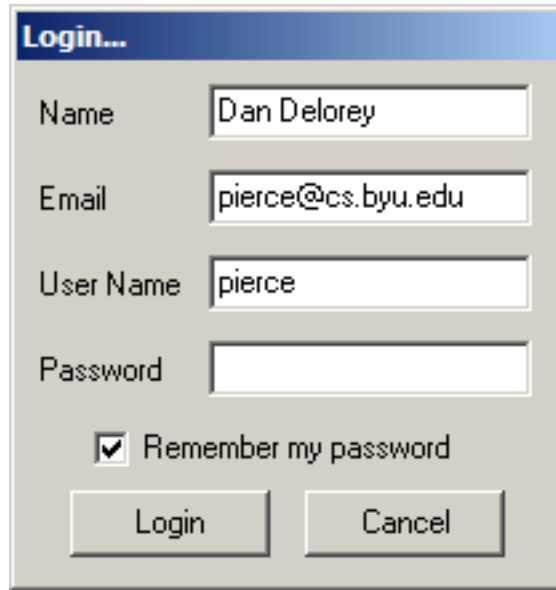 Login...
Name Dan Delorey
Email pierce@cs.byu.edu
User Name pierce
Password
Remember my password
Login Cancel